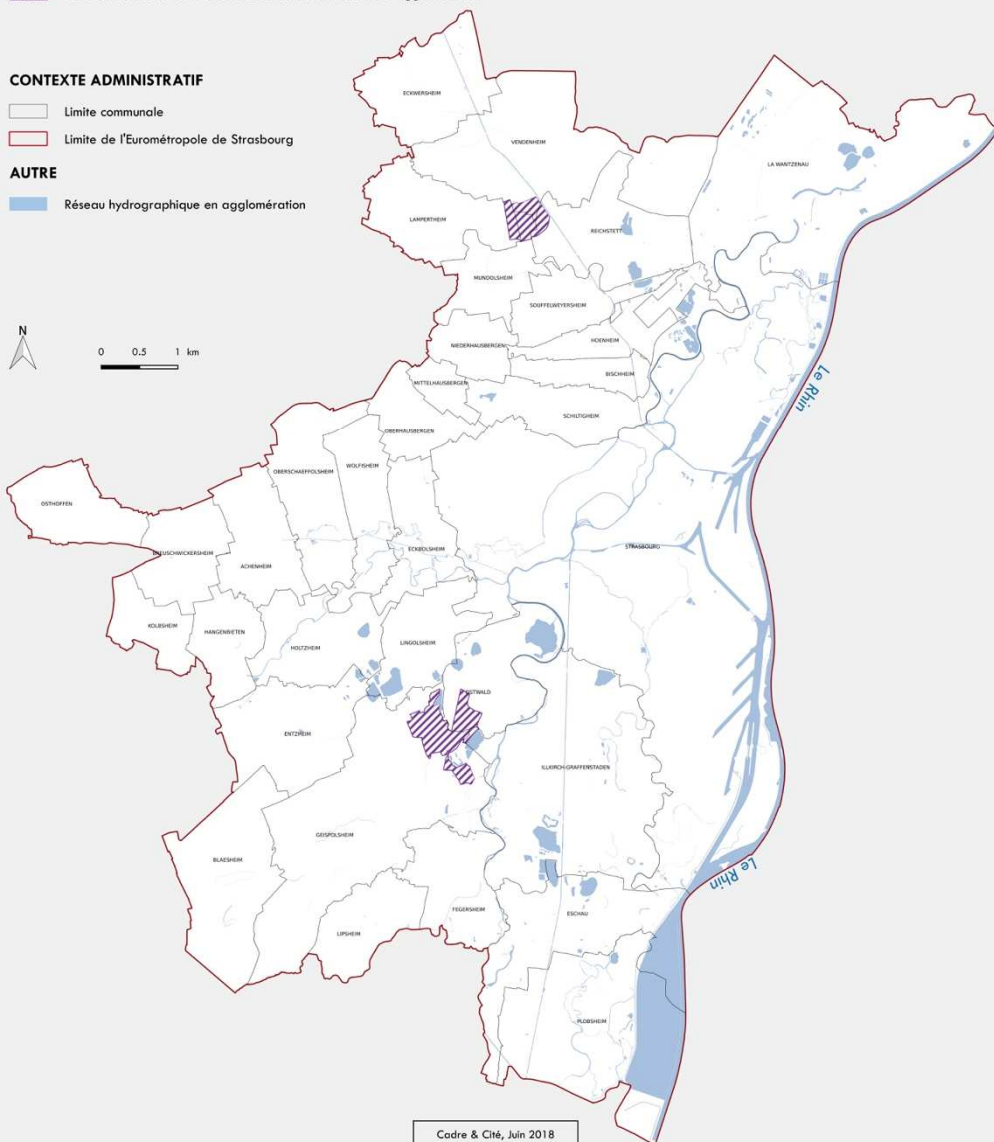 CONTEXTE ADMINISTRATIF
Limite communale
Limite de l'Eurométropole de Strasbourg
AUTRE
Réseau hydrographique en agglomération
N
0 0.5 1 km
ECKWERSHEIM
VENDENHEIM
LA WANTZENAU
LAMPERTHEIM
REICHSTETT
MUNDOLSHEIM
SOUFFELWEYERSHEIM
HOENHEIM
NIEDERHAUSBERGEN
BISCHHEIM
MITTELHAUSBERGEN
Le Rhin
SCHILTIGHEIM
OBERHAUSBERGEN
WOLFISHEIM
OBERSCHAEFFOLSHEIM
OSTHOFFEN
STRASBOURG
ECKBOLSHEIM
BREUSCHWICKERSHEIM
ACHENHEIM
KOLBSHEIM
HANGENBIETEN
LINGOLSHEIM
HOLTZHEIM
OSTWALD
ENTZHEIM
ILLKIRCH-GRAFFENSTADEN
GEISPOLSHEIM
BLAESHEIM
Le Rhin
FEGERSHEIM
ESCHAU
LIPSHEIM
PLOBSHEIM
Cadre & Cité, Juin 2018